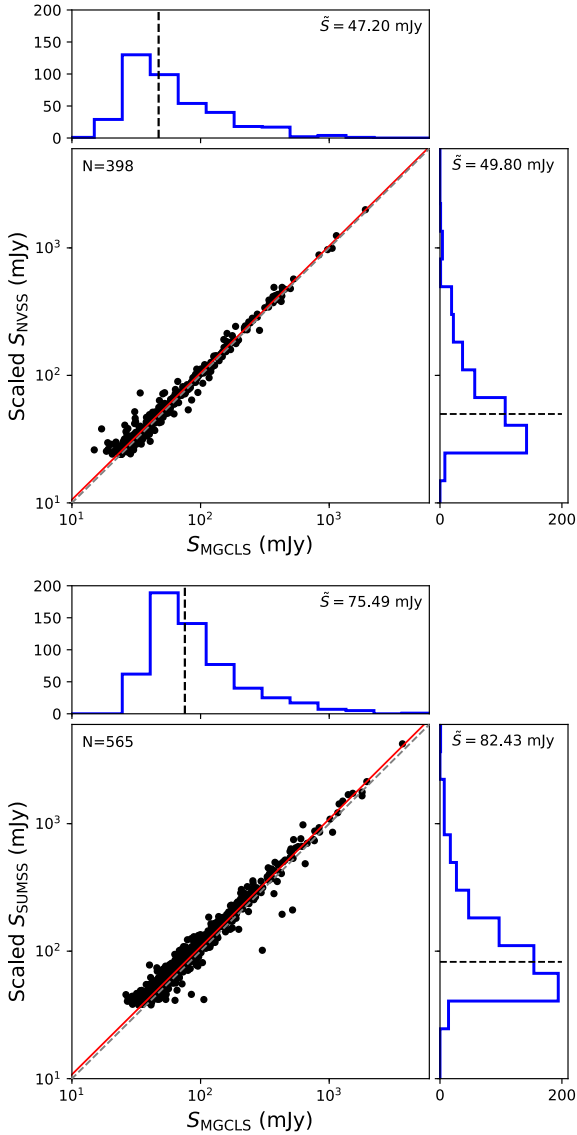 200
150
100
50
0
S̃ = 47.20 mJy
N=398
S̃ = 49.80 mJy
Scaled S_NVSS (mJy)
10³
10²
10¹
10¹ 10² 10³
0 200
S_MGCLS (mJy)
200
150
100
50
0
S̃ = 75.49 mJy
N=565
S̃ = 82.43 mJy
Scaled S_SUMSS (mJy)
10³
10²
10¹
10¹ 10² 10³
0 200
S_MGCLS (mJy)